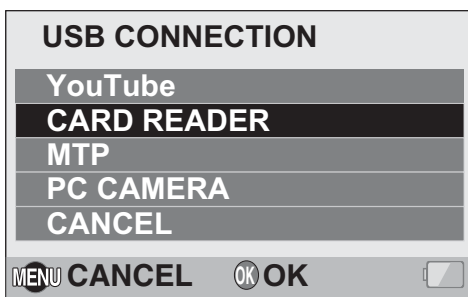 USB CONNECTION
YouTube
CARD READER
MTP
PC CAMERA
CANCEL
MENU CANCEL OK OK